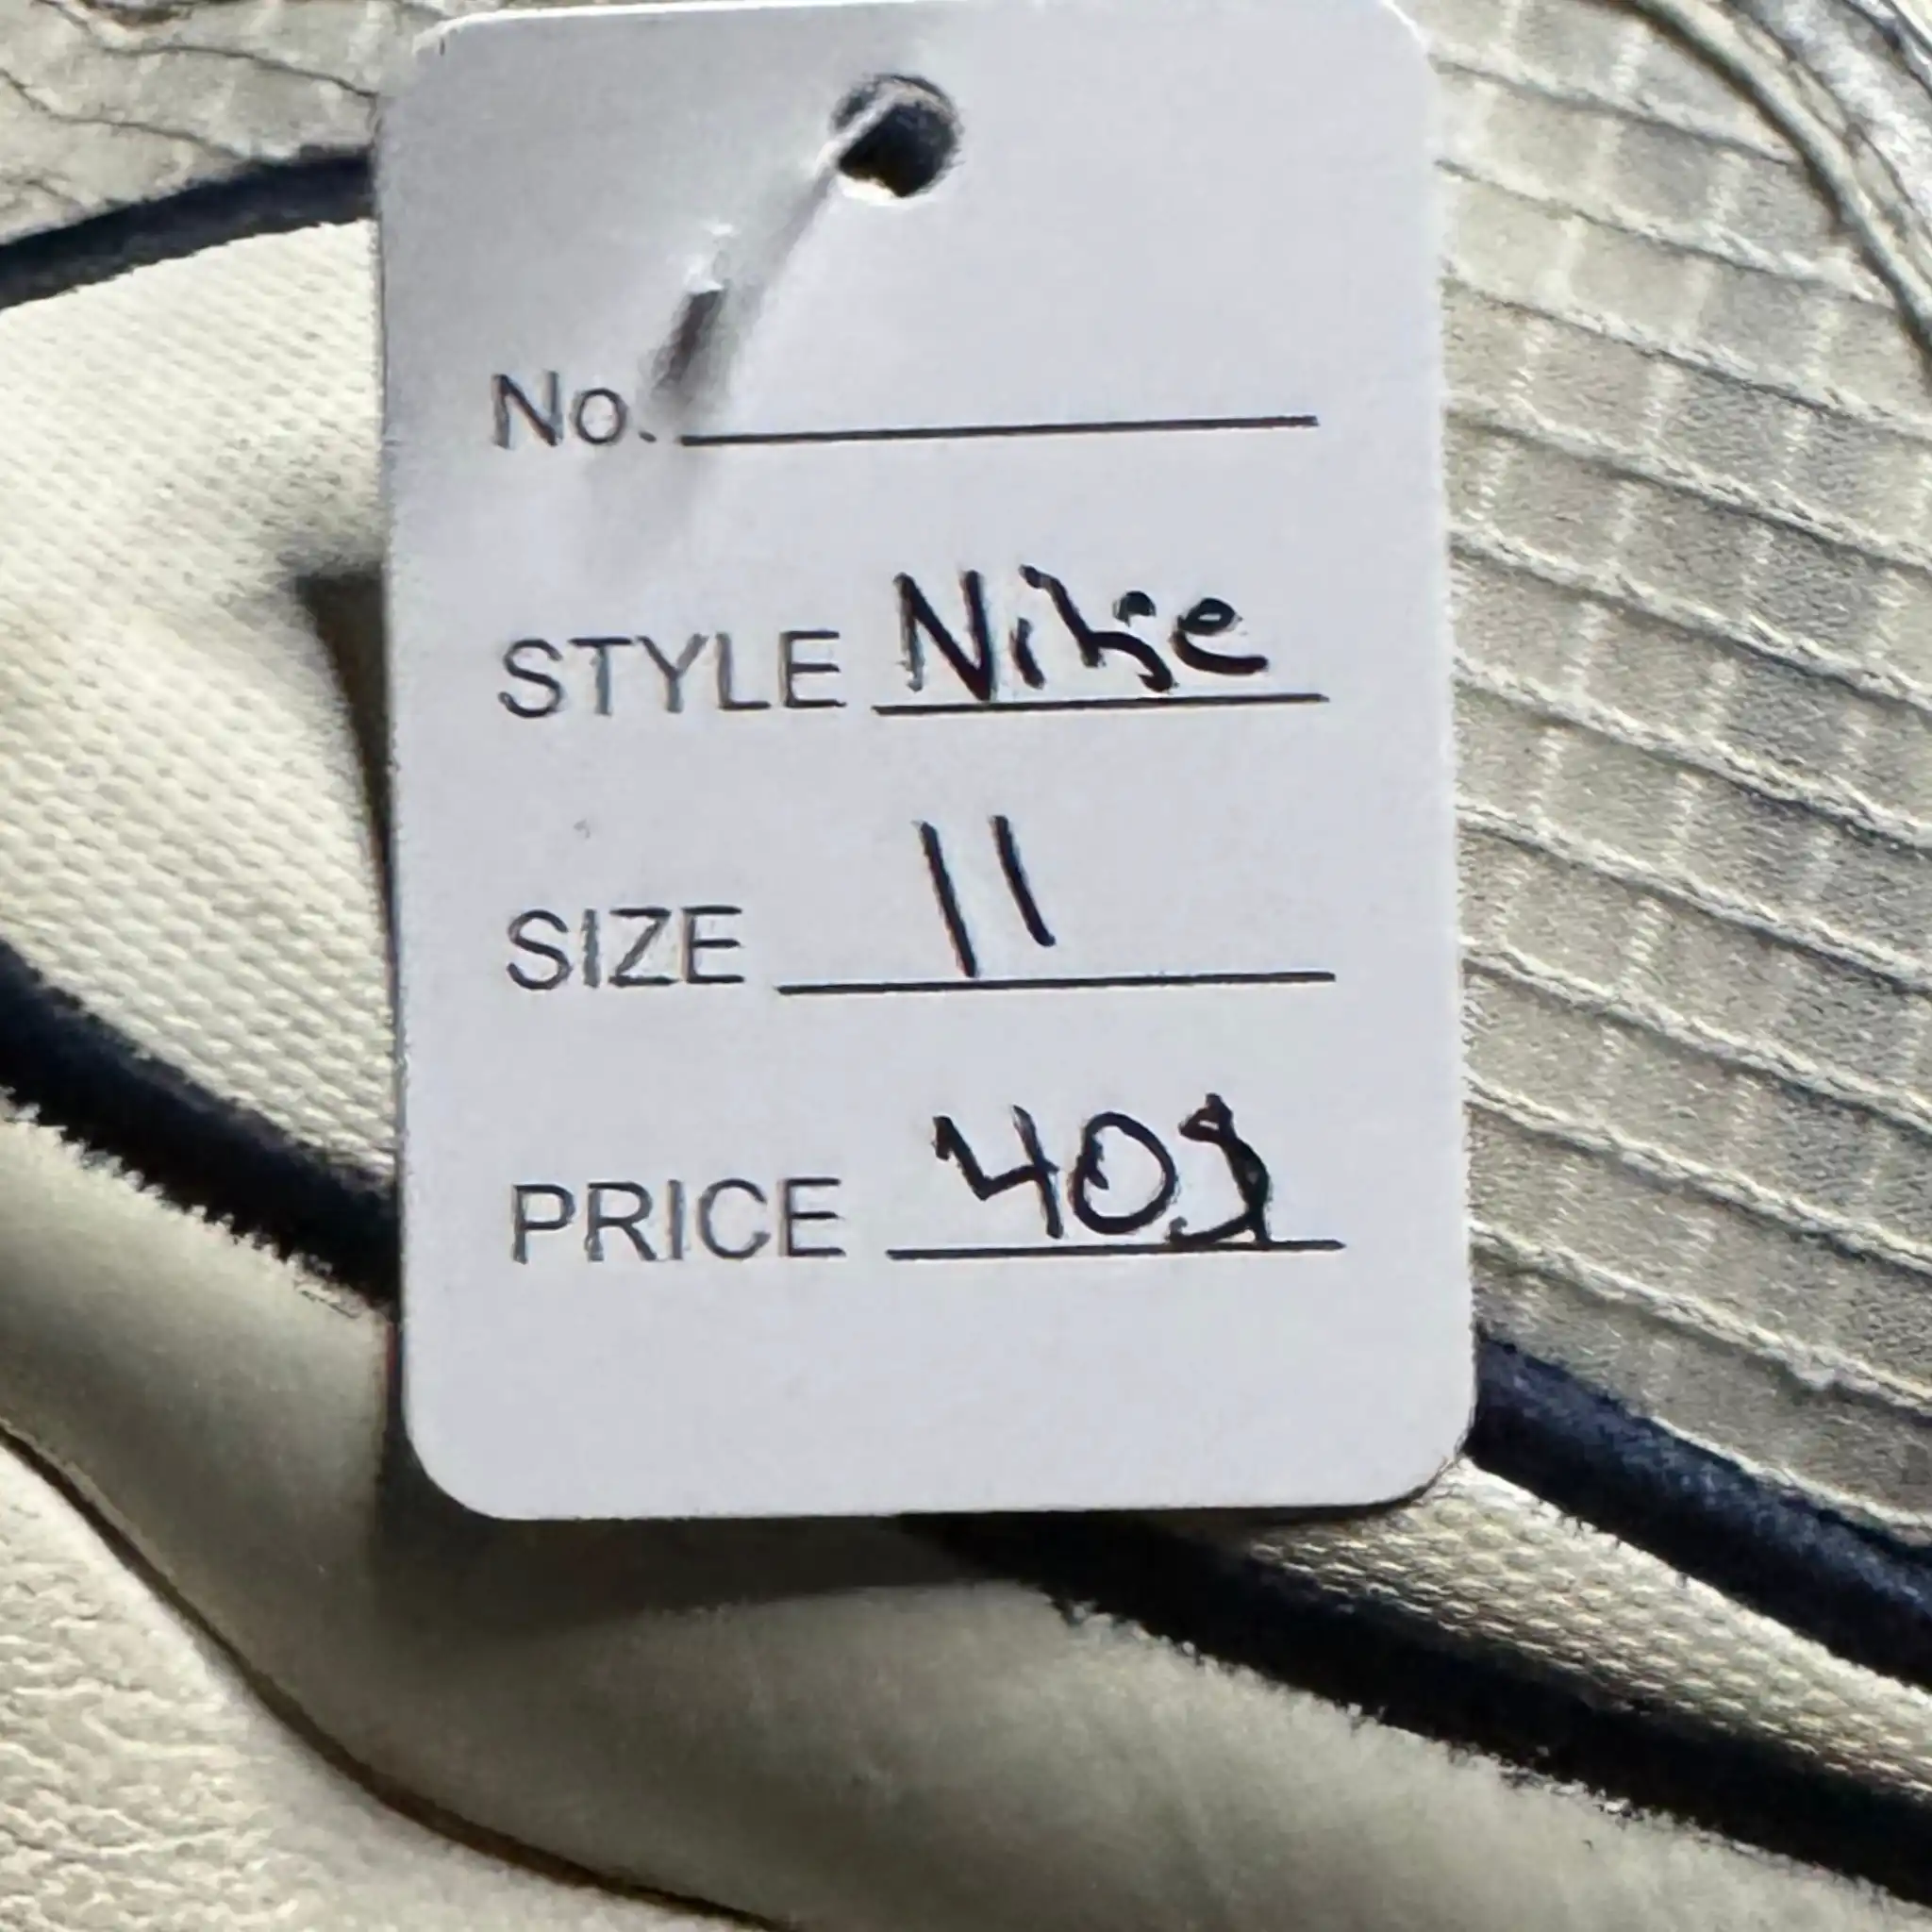 No.
STYLE Nike
SIZE 11
PRICE 40$